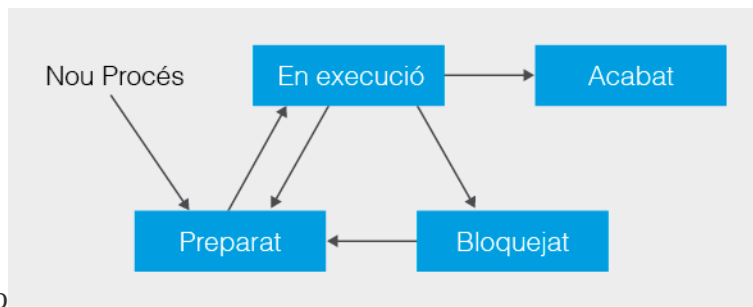 Nou Procés
En execució
Acabat
Preparat
Bloquejat